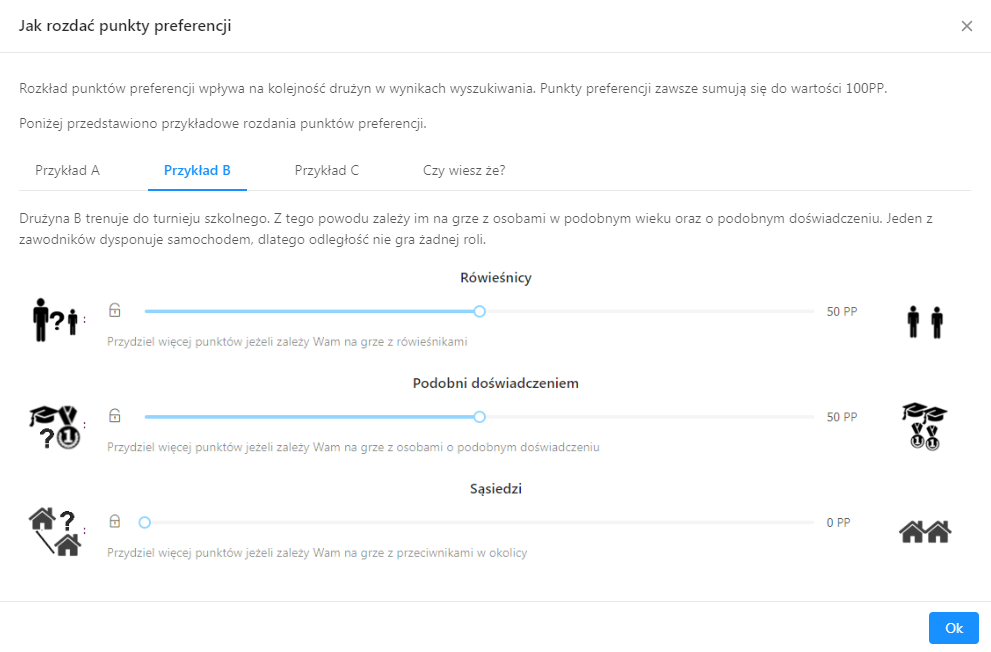 Jak rozdać punkty preferencji
Rozkład punktów preferencji wpływa na kolejność drużyn w wynikach wyszukiwania. Punkty preferencji zawsze sumują się do wartości 100PP.
Poniżej przedstawiono przykładowe rozdania punktów preferencji.
Przykład A
Przykład B
Przykład C
Czy wiesz że?
Drużyna B trenuje do turnieju szkolnego. Z tego powodu zależy im na grze z osobami w podobnym wieku oraz o podobnym doświadczeniu. Jeden z
zawodników dysponuje samochodem, dlatego odległość nie gra żadnej roli.
Rówieśnicy
?
:
50 PP
Przydziel więcej punktów jeżeli zależy Wam na grze z rówieśnikami
Podobni doświadczeniem
? 1
:
50 PP
1 1
Przydziel więcej punktów jeżeli zależy Wam na grze z osobami o podobnym doświadczeniu
Sąsiedzi
?
:
0 PP
Przydziel więcej punktów jeżeli zależy Wam na grze z przeciwnikami w okolicy
Ok